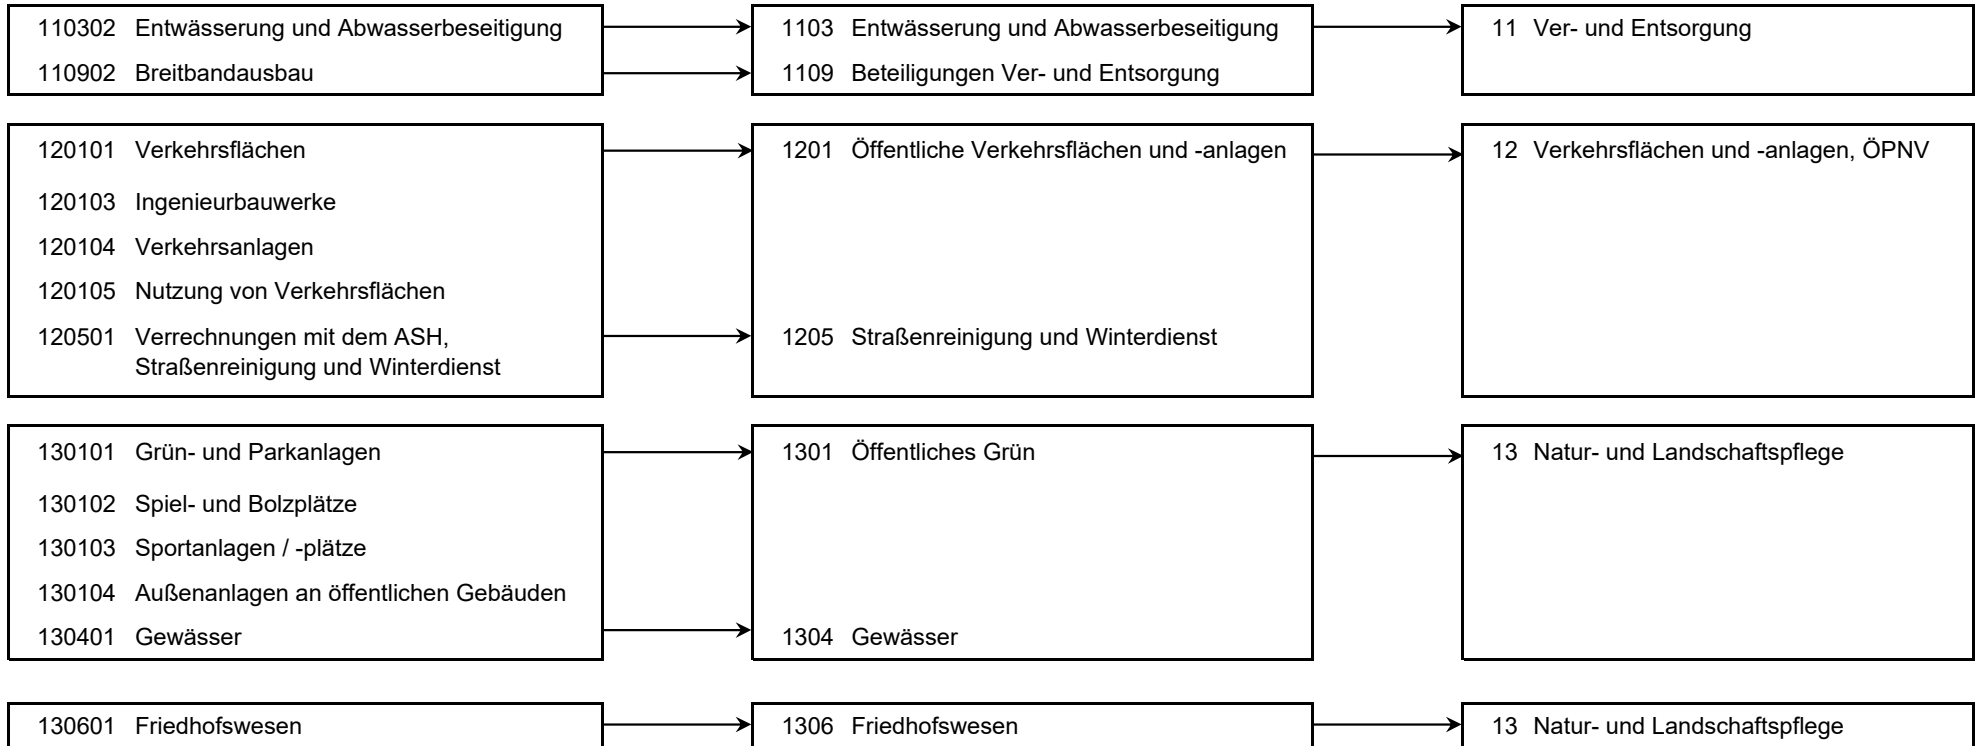 110302 Entwässerung und Abwasserbeseitigung 1103 Entwässerung und Abwasserbeseitigung 11 Ver- und Entsorgung
110902 Breitbandausbau 1109 Beteiligungen Ver- und Entsorgung
120101 Verkehrsflächen 1201 Öffentliche Verkehrsflächen und -anlagen 12 Verkehrsflächen und -anlagen, ÖPNV
120103 Ingenieurbauwerke
120104 Verkehrsanlagen
120105 Nutzung von Verkehrsflächen
120501 Verrechnungen mit dem ASH, 1205 Straßenreinigung und Winterdienst
Straßenreinigung und Winterdienst
130101 Grün- und Parkanlagen 1301 Öffentliches Grün 13 Natur- und Landschaftspflege
130102 Spiel- und Bolzplätze
130103 Sportanlagen / -plätze
130104 Außenanlagen an öffentlichen Gebäuden
130401 Gewässer 1304 Gewässer
130601 Friedhofswesen 1306 Friedhofswesen 13 Natur- und Landschaftspflege